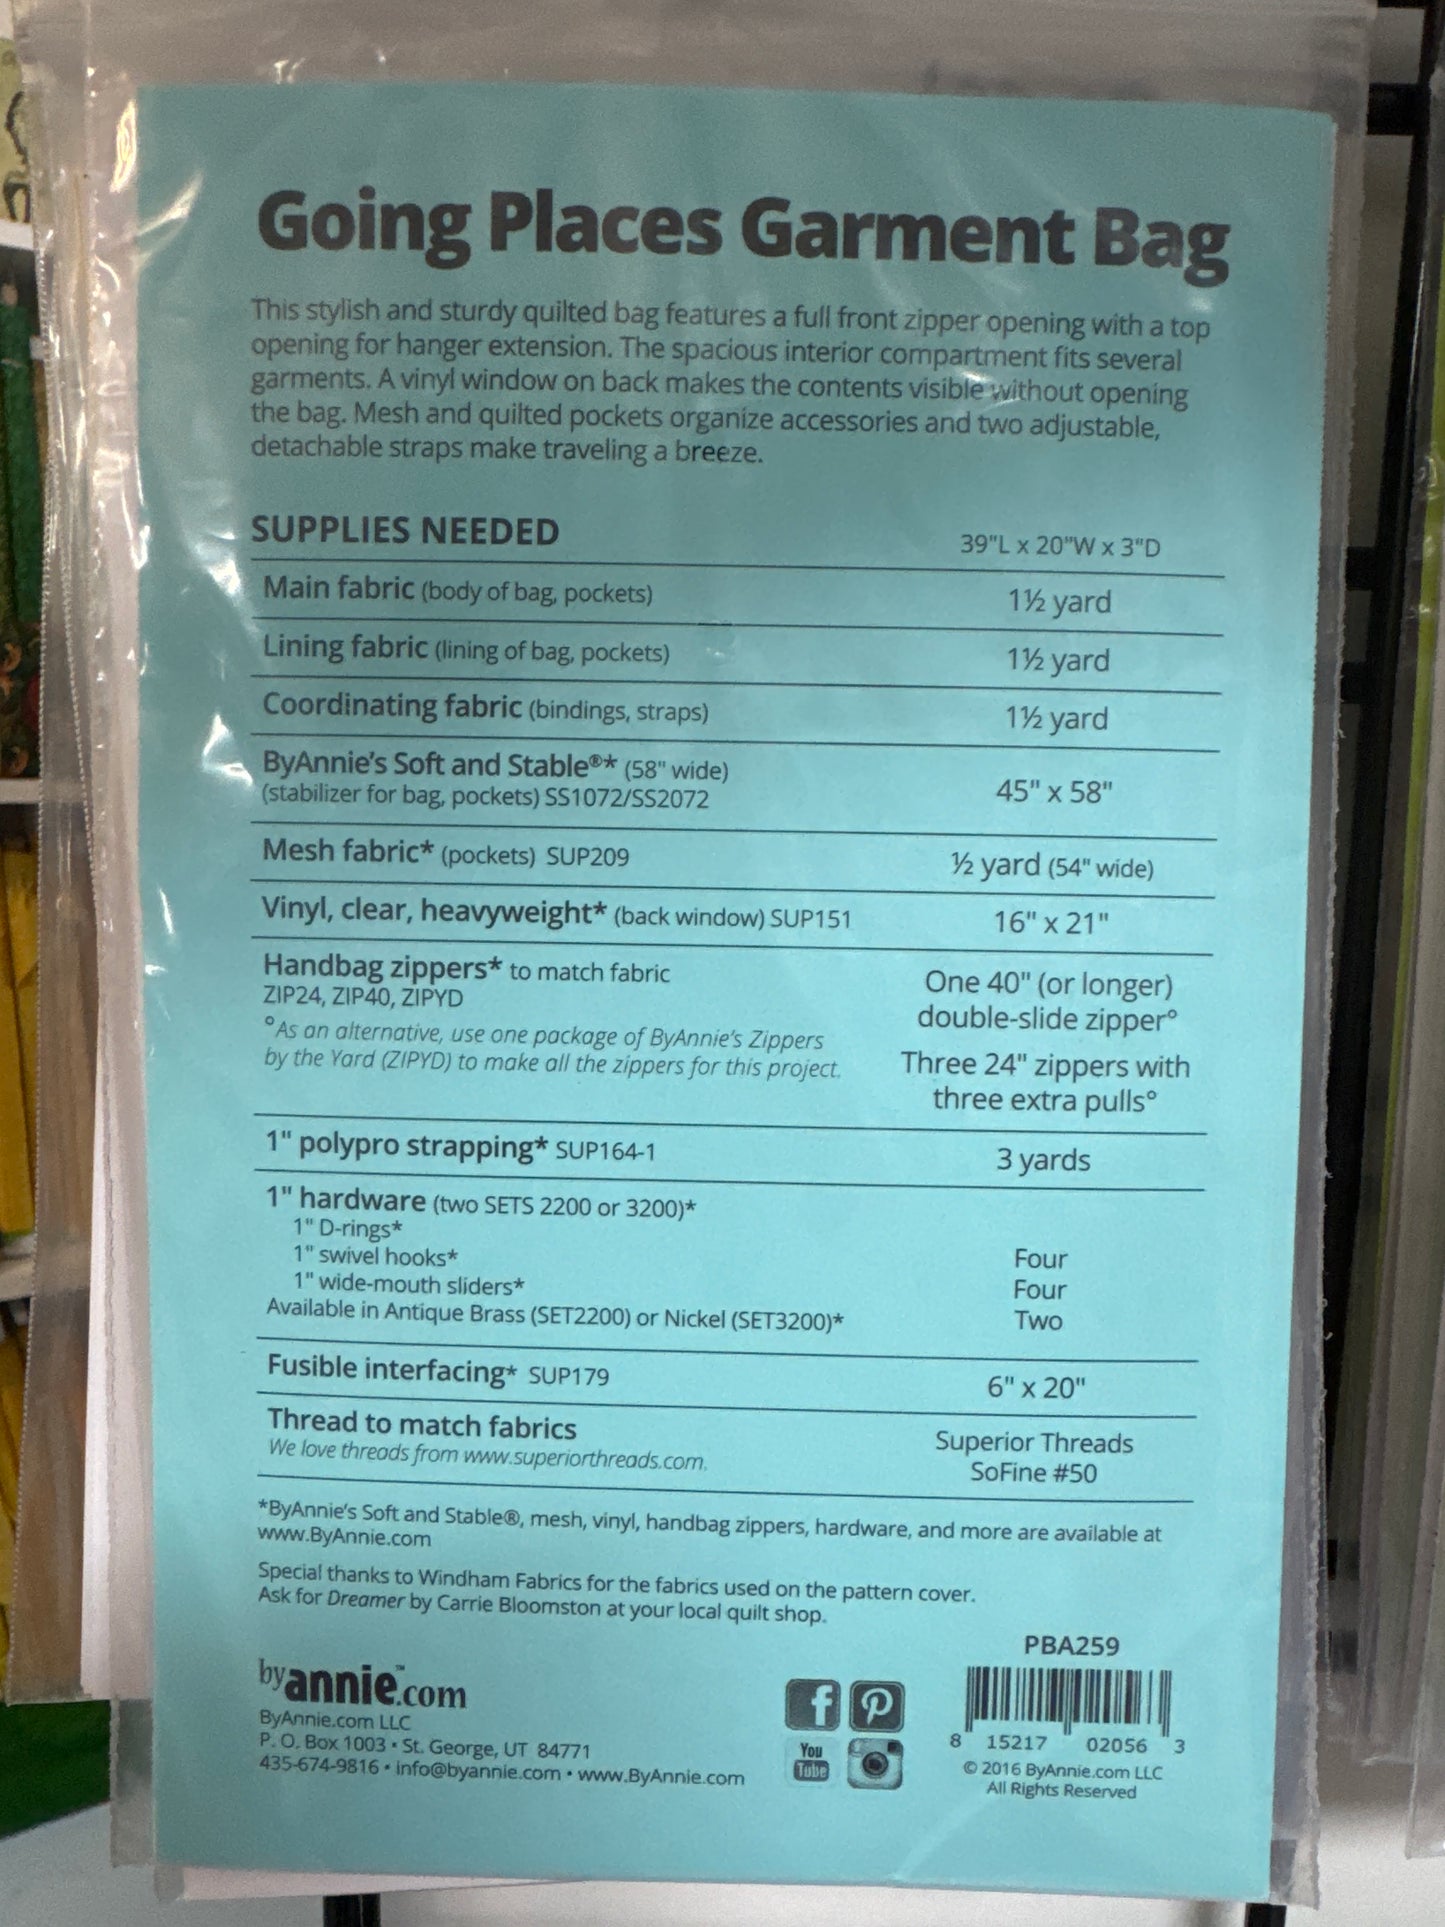 Going Places Garment Bag
This stylish and sturdy quilted bag features a full front zipper opening with a top
opening for hanger extension. The spacious interior compartment fits several
garments. A vinyl window on back makes the contents visible without opening
the bag. Mesh and quilted pockets organize accessories and two adjustable,
detachable straps make traveling a breeze.
SUPPLIES NEEDED 39"L x 20"W x 3"D
Main fabric (body of bag, pockets) 1½ yard
Lining fabric (lining of bag, pockets) 1½ yard
Coordinating fabric (bindings, straps) 1½ yard
ByAnnie's Soft and Stable®* (58" wide)
(stabilizer for bag, pockets) SS1072/SS2072 45" x 58"
Mesh fabric* (pockets) SUP209 ½ yard (54" wide)
Vinyl, clear, heavyweight* (back window) SUP151 16" x 21"
Handbag zippers* to match fabric
ZIP24, ZIP40, ZIPYD
°As an alternative, use one package of ByAnnie's Zippers
by the Yard (ZIPYD) to make all the zippers for this project.
One 40" (or longer)
double-slide zipper°
Three 24" zippers with
three extra pulls°
1" polypro strapping* SUP164-1 3 yards
1" hardware (two SETS 2200 or 3200)*
1" D-rings* Four
1" swivel hooks* Four
1" wide-mouth sliders* Two
Available in Antique Brass (SET2200) or Nickel (SET3200)*
Fusible interfacing* SUP179 6" x 20"
Thread to match fabrics
We love threads from www.superiorthreads.com.
Superior Threads
SoFine #50
*ByAnnie's Soft and Stable®, mesh, vinyl, handbag zippers, hardware, and more are available at
www.ByAnnie.com
Special thanks to Windham Fabrics for the fabrics used on the pattern cover.
Ask for Dreamer by Carrie Bloomston at your local quilt shop.
byannie.com™
ByAnnie.com LLC
P. O. Box 1003 • St. George, UT 84771
435-674-9816 • info@byannie.com • www.ByAnnie.com
You
Tube
PBA259
8 15217 02056 3
© 2016 ByAnnie.com LLC
All Rights Reserved